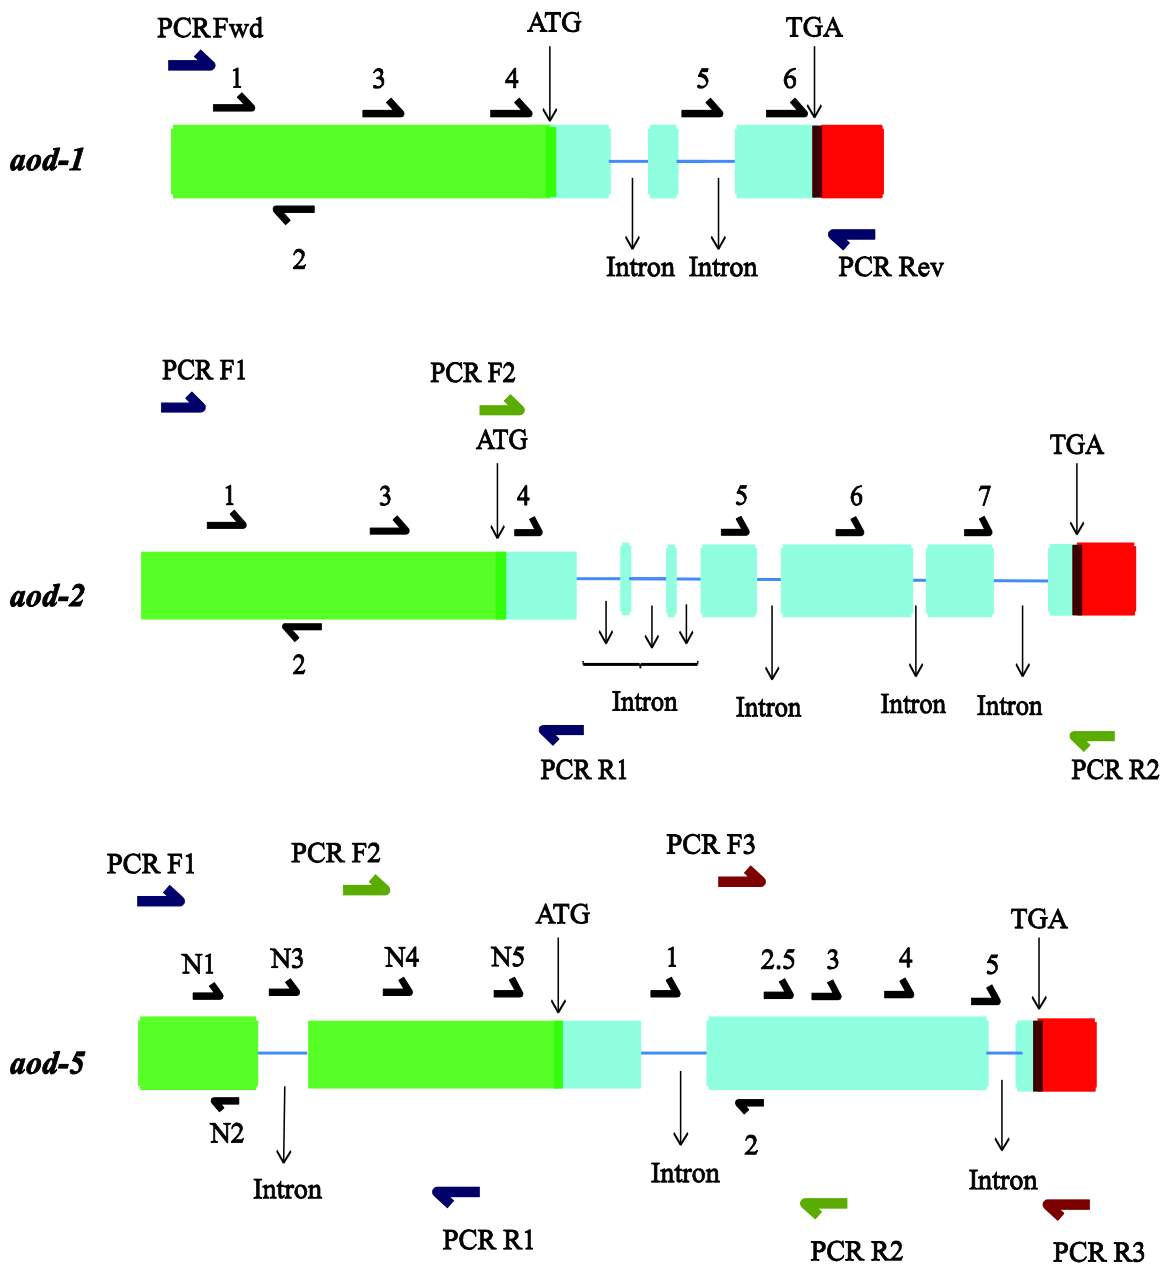 PCRFwd
ATG
TGA
1
3
4
5
6
aod-1
2
Intron
Intron
PCR Rev
PCR F1
PCR F2
ATG
TGA
1
3
4
5
6
7
aod-2
2
Intron
Intron
Intron
Intron
PCR R1
PCR R2
PCR F1
PCR F2
PCR F3
ATG
TGA
N1
N3
N4
N5
1
2.5
3
4
5
aod-5
N2
2
Intron
Intron
Intron
PCR R1
PCR R2
PCR R3